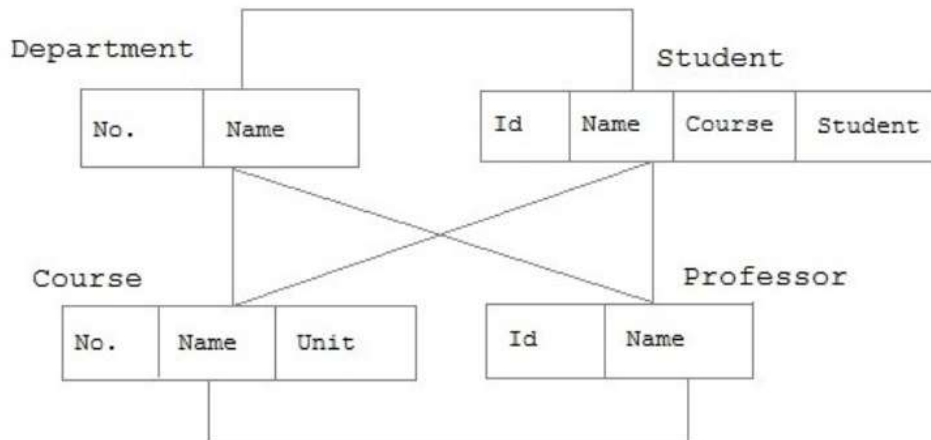 Department
Student
No. Name
Id Name Course Student
Course
Professor
No. Name Unit
Id Name